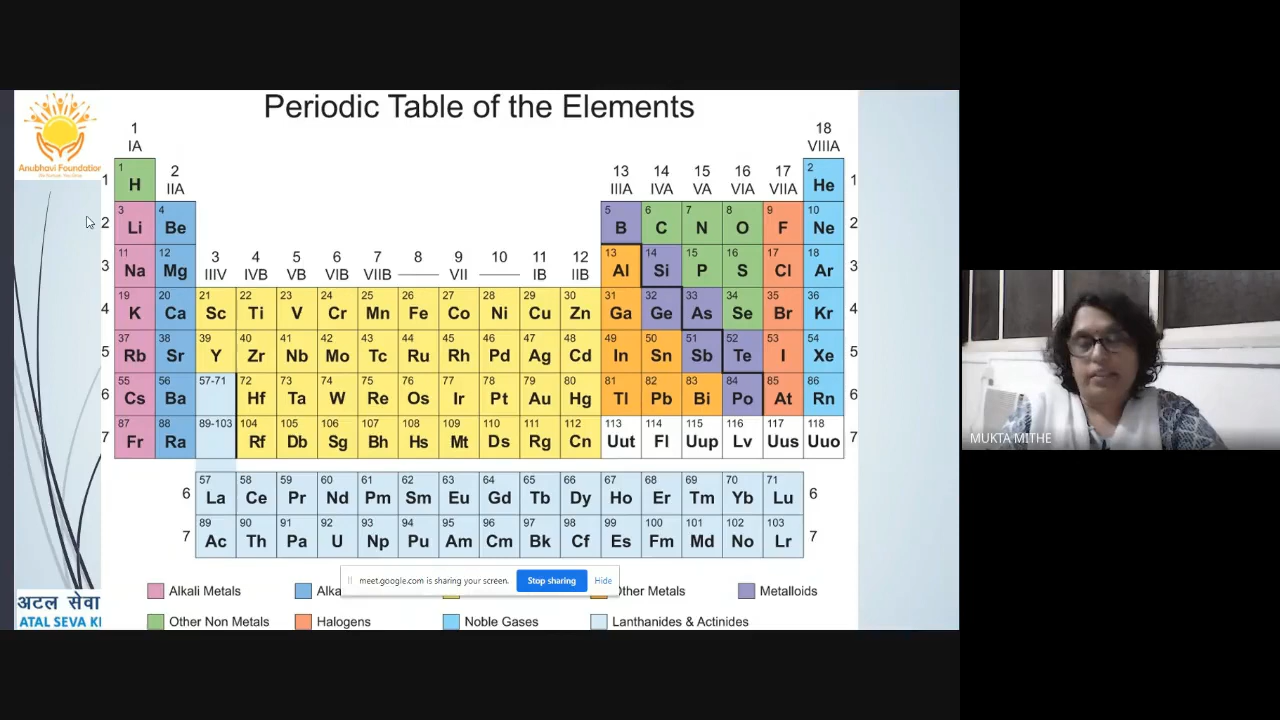 Periodic Table of the Elements
Anubhavi Foundation
1 18
IA VIIIA
2 13 14 15 16 17
IIA IIIA IVA VA VIA VIIA
3 4 5 6 7 8 9 10 11 12
IIIV IVB VB VIB VIIB VII IB IIB
1 1 H 2 He 1
2 3 Li 4 Be 5 B 6 C 7 N 8 O 9 F 10 Ne 2
3 11 Na 12 Mg 13 Al 14 Si 15 P 16 S 17 Cl 18 Ar 3
4 19 K 20 Ca 21 Sc 22 Ti 23 V 24 Cr 25 Mn 26 Fe 27 Co 28 Ni 29 Cu 30 Zn 31 Ga 32 Ge 33 As 34 Se 35 Br 36 Kr 4
5 37 Rb 38 Sr 39 Y 40 Zr 41 Nb 42 Mo 43 Tc 44 Ru 45 Rh 46 Pd 47 Ag 48 Cd 49 In 50 Sn 51 Sb 52 Te 53 I 54 Xe 5
6 55 Cs 56 Ba 57-71 72 Hf 73 Ta 74 W 75 Re 76 Os 77 Ir 78 Pt 79 Au 80 Hg 81 Tl 82 Pb 83 Bi 84 Po 85 At 86 Rn 6
7 87 Fr 88 Ra 89-103 104 Rf 105 Db 106 Sg 107 Bh 108 Hs 109 Mt 110 Ds 111 Rg 112 Cn 113 Uut 114 Fl 115 Uup 116 Lv 117 Uus 118 Uuo 7
6 57 La 58 Ce 59 Pr 60 Nd 61 Pm 62 Sm 63 Eu 64 Gd 65 Tb 66 Dy 67 Ho 68 Er 69 Tm 70 Yb 71 Lu 6
7 89 Ac 90 Th 91 Pa 92 U 93 Np 94 Pu 95 Am 96 Cm 97 Bk 98 Cf 99 Es 100 Fm 101 Md 102 No 103 Lr 7
meet.google.com is sharing your screen. Stop sharing Hide
Alkali Metals Alka Other Metals Metalloids
Other Non Metals Halogens Noble Gases Lanthanides & Actinides
अटल सेवा
ATAL SEVA KI
MUKTA MITHE